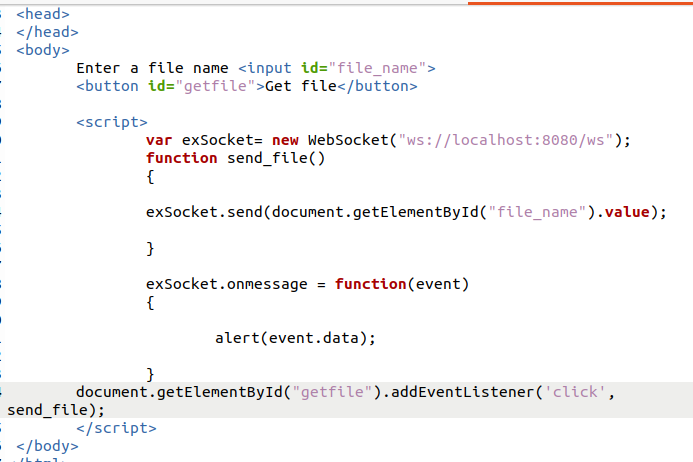 <head>
</head>
<body>
Enter a file name <input id="file_name">
<button id="getfile">Get file</button>
<script>
var exSocket= new WebSocket("ws://localhost:8080/ws");
function send_file()
{
exSocket.send(document.getElementById("file_name").value);
}
exSocket.onmessage = function(event)
{
alert(event.data);
}
document.getElementById("getfile").addEventListener('click',
send_file);
</script>
</body>